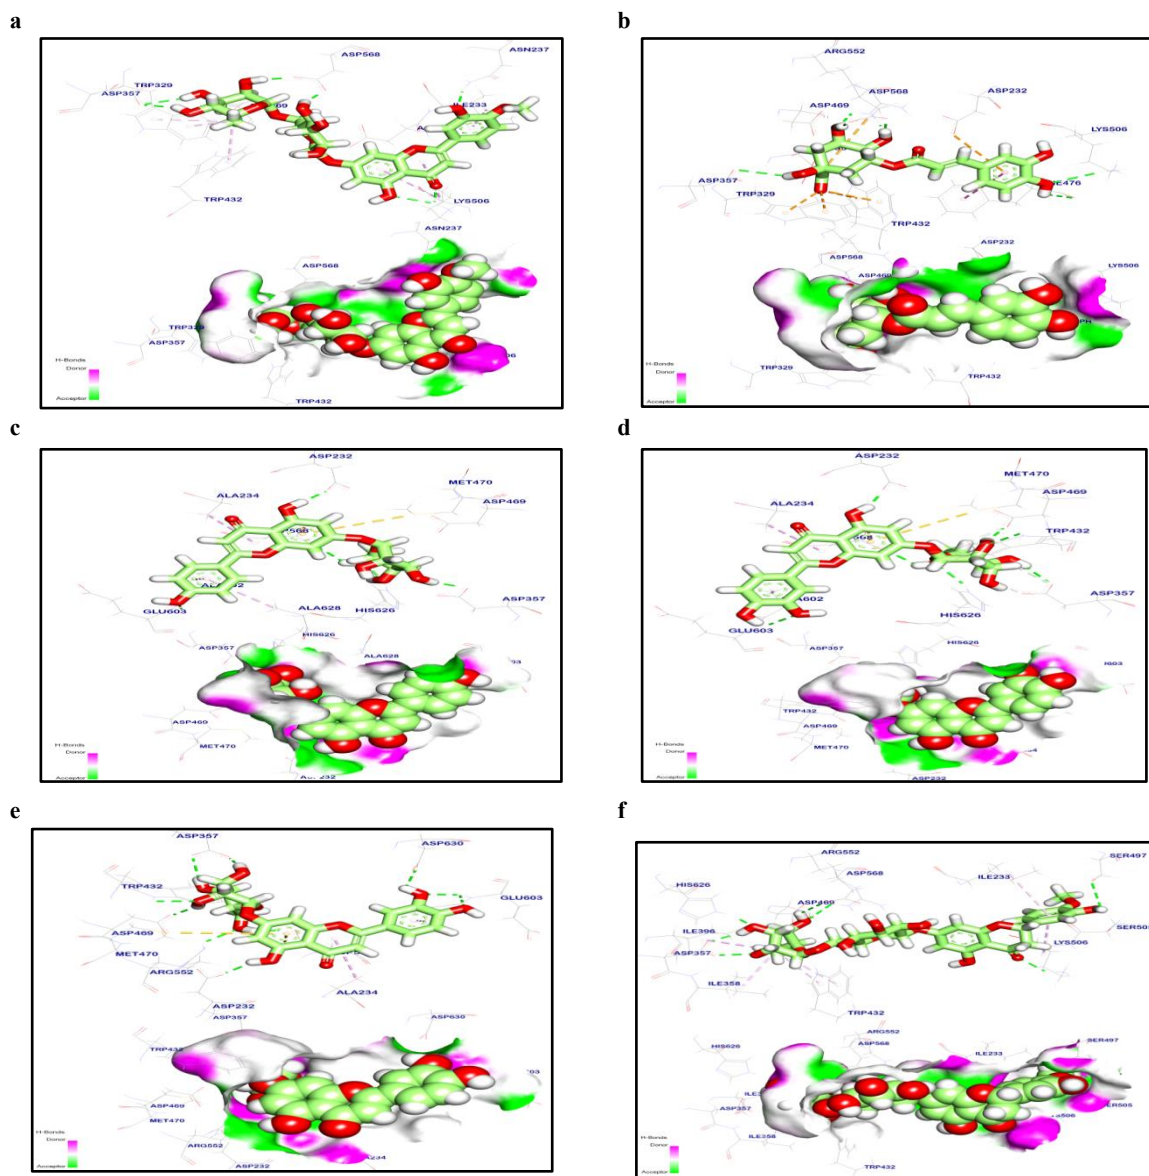 a
ASP568
ASN237
TRP329
ASP357
ILE233
TRP432
LYS506
ASN237
ASP568
TRP329
ASP357
TRP432
H-Bonds
Donor
Acceptor
b
ARG552
ASP568
ASP232
ASP469
LYS506
ASP357
TRP329
TRP432
ASP232
ASP568
ASP469
LYS506
TRP329
TRP432
H-Bonds
Donor
Acceptor
c
ASP232
MET470
ALA234
ASP469
ASP357
GLU603
ALA628
HIS626
ASP357
HIS626
ALA628
ASP469
MET470
H-Bonds
Donor
Acceptor
d
ASP232
MET470
ALA234
ASP469
TRP432
ASP357
HIS626
GLU603
ASP357
HIS626
TRP432
ASP469
MET470
ASP232
H-Bonds
Donor
Acceptor
e
ASP357
ASP630
TRP432
GLU603
ASP469
MET470
ARG552
ALA234
ASP232
ASP357
ASP630
ASP469
MET470
ARG552
ASP232
H-Bonds
Donor
Acceptor
f
ARG552
SER497
ASP568
ILE233
HIS626
ASP469
ILE396
LYS506
ASP357
ILE358
TRP432
ARG552
ASP568
SER497
HIS626
ILE233
ASP357
ILE358
TRP432
H-Bonds
Donor
Acceptor